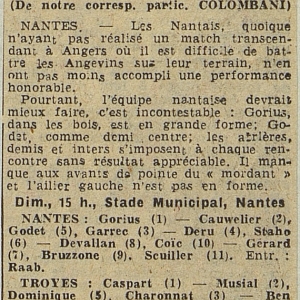 (De notre corresp. partic. COLOMBANI)
NANTES. — Les Nantais, quoique
n'ayant pas réalisé un match transcen-
dant à Angers où il est difficile de bat-
tre les Angevins sur leur terrain, n'en
ont pas moins accompli une performance
honorable.
Pourtant, l'équipe nantaise devrait
mieux faire, c'est incontestable : Gorius,
dans les bois, est en grande forme; Go-
det comme demi centre; les arrières,
demis et inters s'imposent à chaque ren-
contre sans résultat appréciable. Il man-
que aux avants de pointe du « mordant »
et l'ailier gauche n'est pas en forme.
Dim., 15 h., Stade Municipal, Nantes
NANTES : Gorius (1) — Cauwelier (2),
Godet (5), Garrec (3) — Deru (4), Staho
(6) — Devallan (8), Coïc (10) — Gérard
(7), Bruzzone (9), Scuiller (11). Entr. :
Raab.
TROYES : Caspart (1) — Musial (2),
Dominique (5), Charonnat (3) — Ben